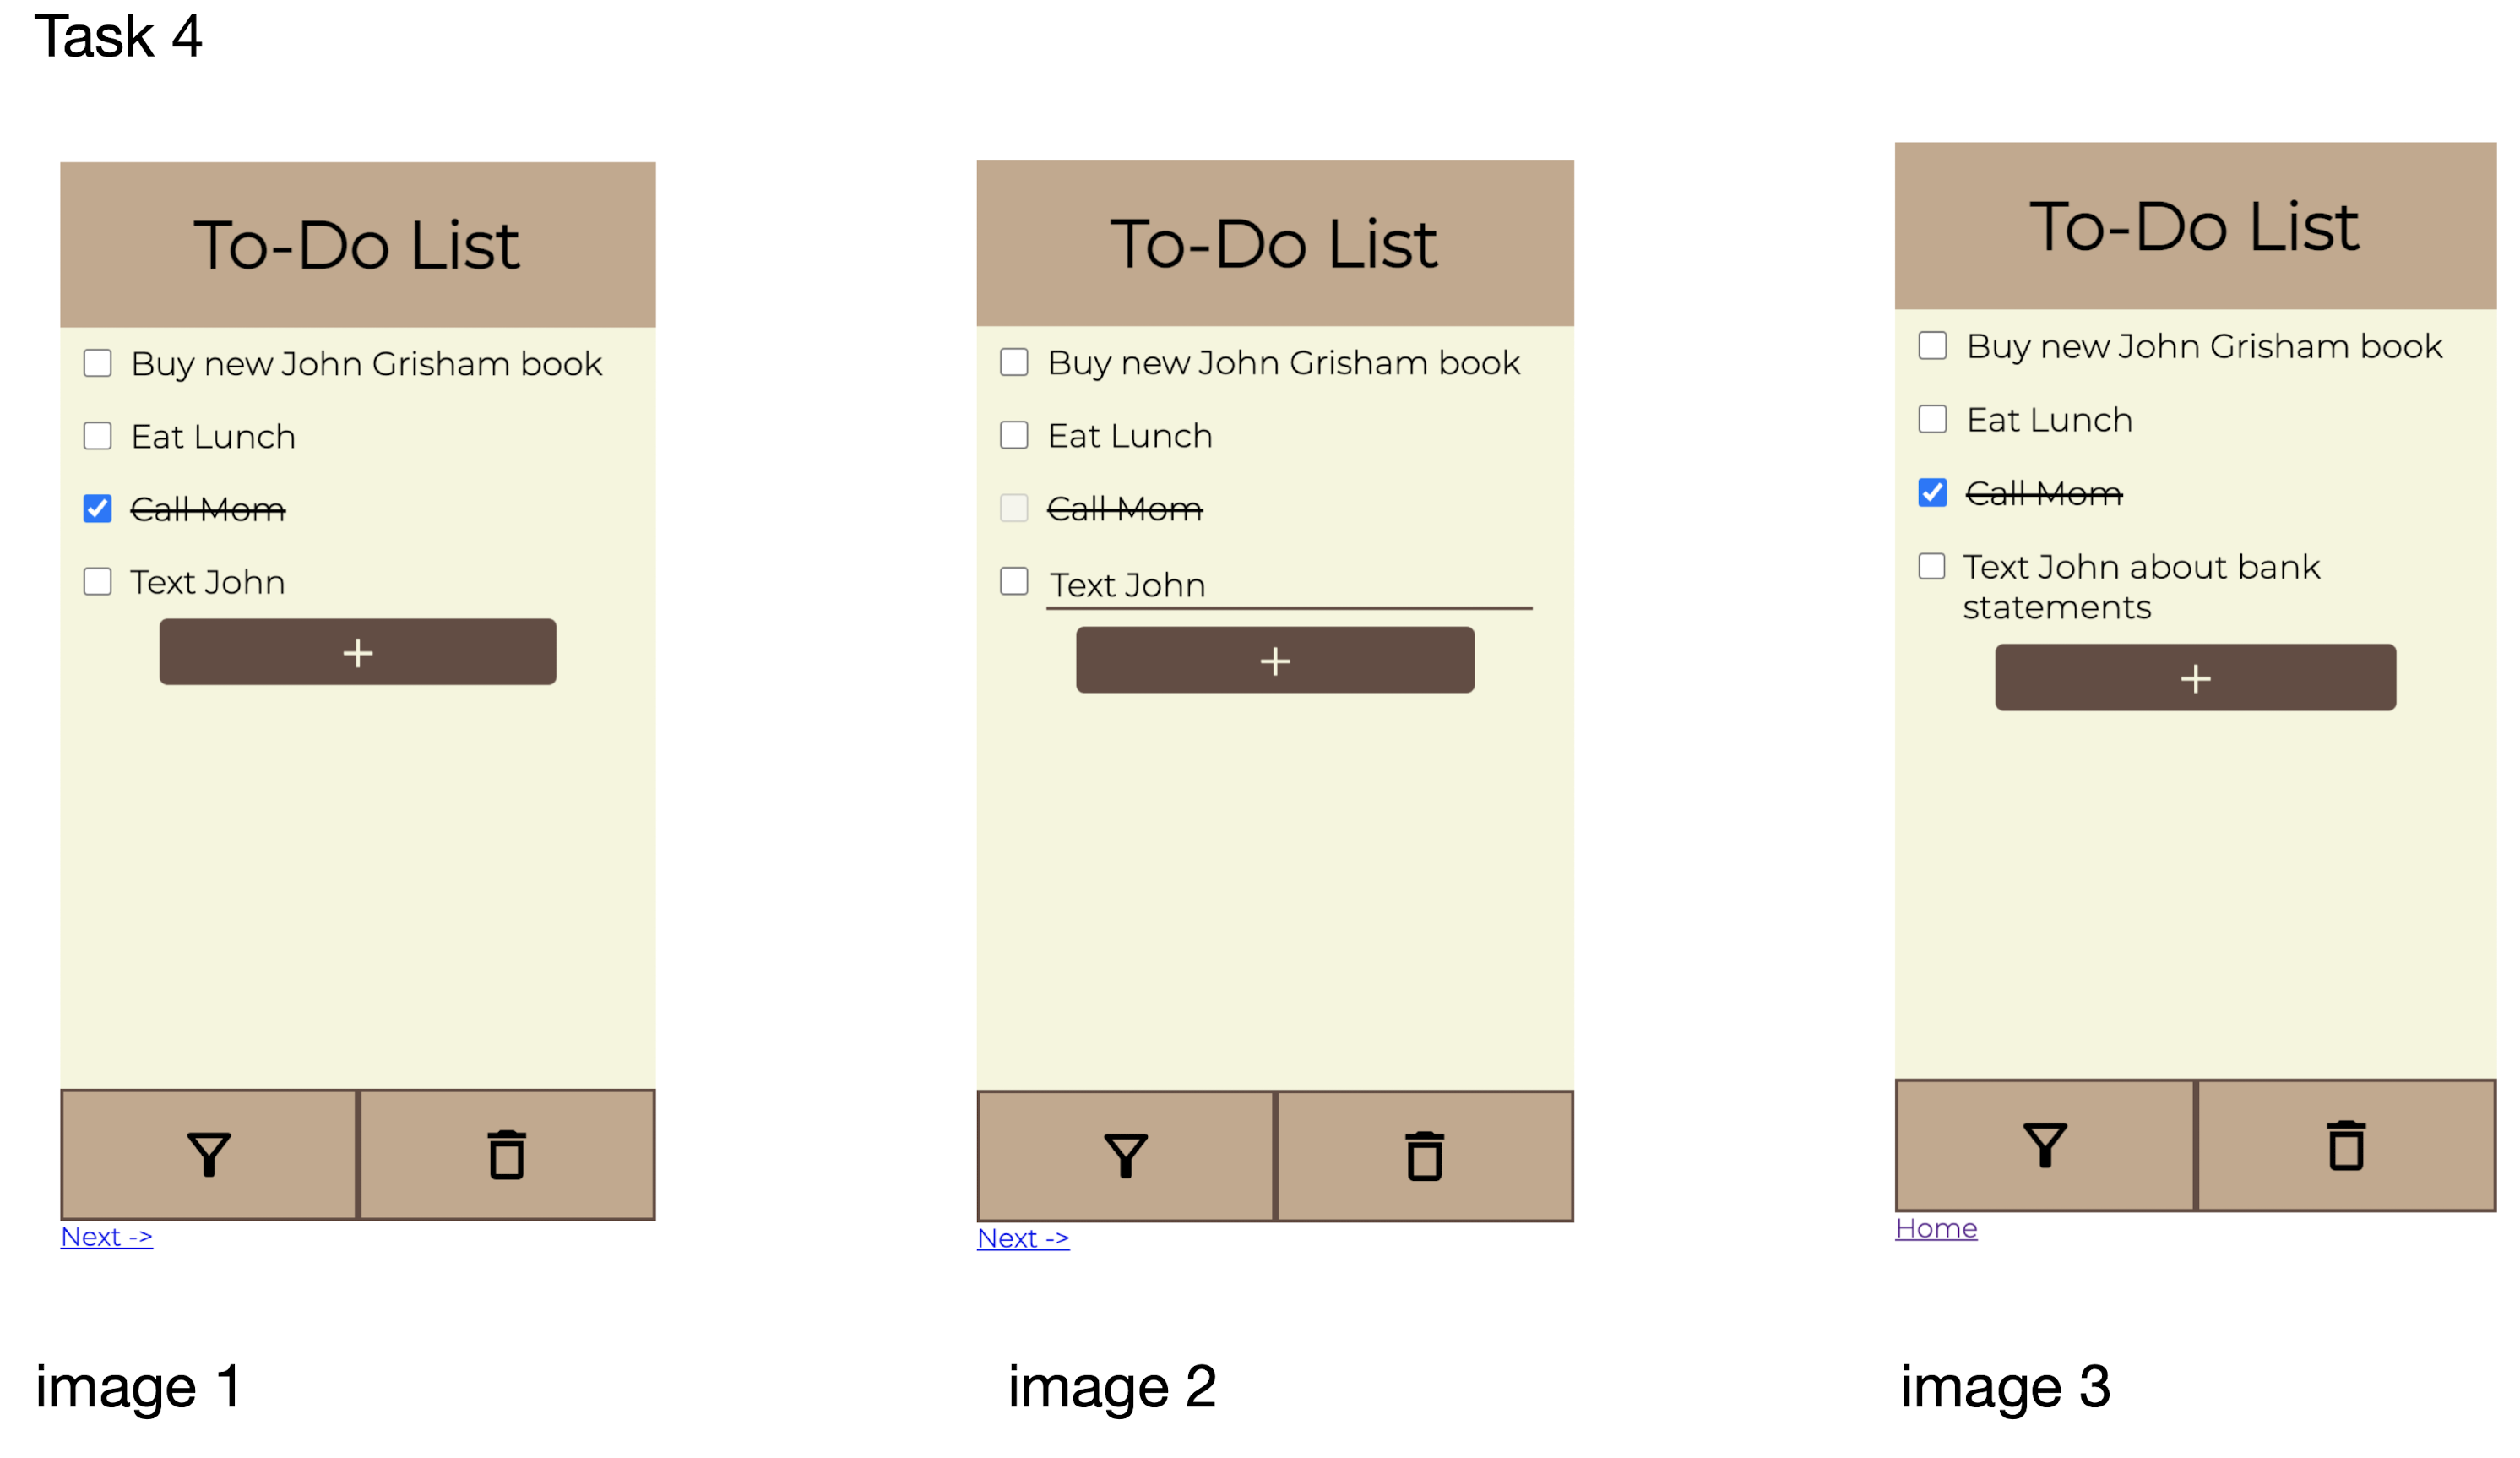 Task 4
To-Do List
Buy new John Grisham book
Eat Lunch
Call Mom
Text John
+
Next ->
image 1
To-Do List
Buy new John Grisham book
Eat Lunch
Call Mom
Text John
+
Next ->
image 2
To-Do List
Buy new John Grisham book
Eat Lunch
Call Mom
Text John about bank
statements
+
Home
image 3